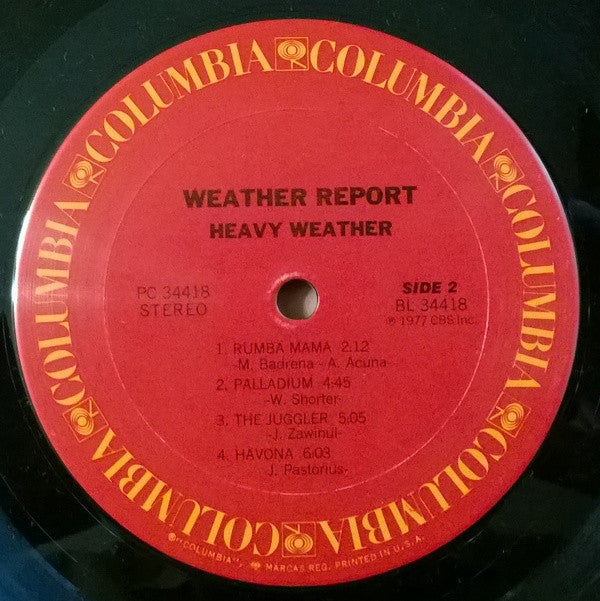 COLUMBIA COLUMBIA COLUMBIA COLUMBIA COLUMBIA COLUMBIA
WEATHER REPORT
HEAVY WEATHER
PC 34418
STEREO
SIDE 2
BL 34418
℗ 1977 CBS Inc.
1. RUMBA MAMA 2:12
-M. Badrena - A. Acuna-
2. PALLADIUM 4:45
-W. Shorter-
3. THE JUGGLER 5:05
-J. Zawinul-
4. HAVONA 6:03
J. Pastorius-
®"COLUMBIA", MARCAS REG. PRINTED IN U.S.A.